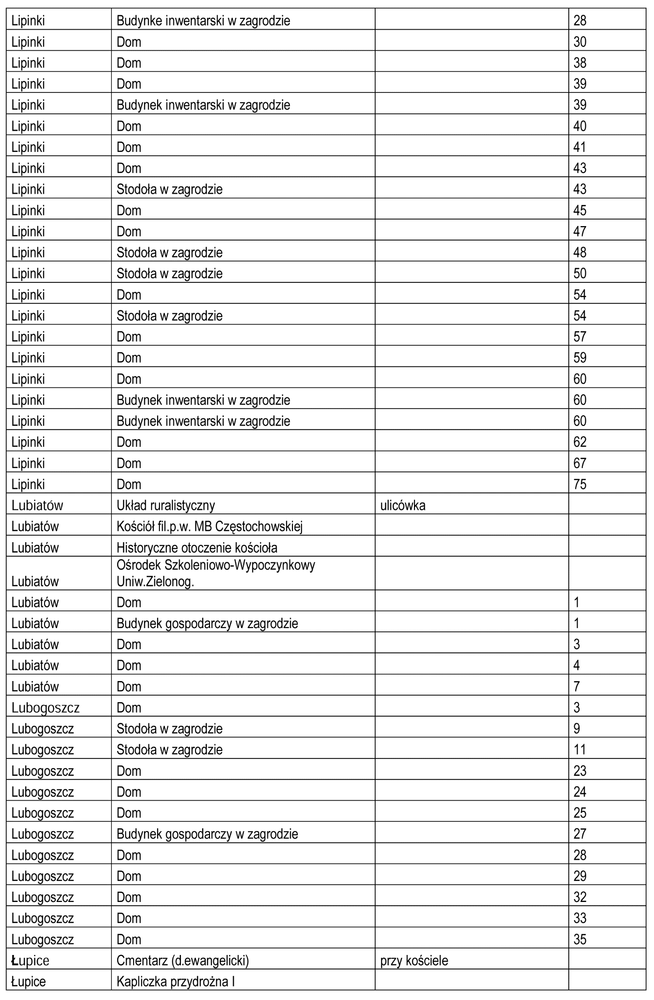 Lipinki Budynke inwentarski w zagrodzie 28
Lipinki Dom 30
Lipinki Dom 38
Lipinki Dom 39
Lipinki Budynek inwentarski w zagrodzie 39
Lipinki Dom 40
Lipinki Dom 41
Lipinki Dom 43
Lipinki Stodoła w zagrodzie 43
Lipinki Dom 45
Lipinki Dom 47
Lipinki Stodoła w zagrodzie 48
Lipinki Stodoła w zagrodzie 50
Lipinki Dom 54
Lipinki Stodoła w zagrodzie 54
Lipinki Dom 57
Lipinki Dom 59
Lipinki Dom 60
Lipinki Budynek inwentarski w zagrodzie 60
Lipinki Budynek inwentarski w zagrodzie 60
Lipinki Dom 62
Lipinki Dom 67
Lipinki Dom 75
Lubiatów Układ ruralistyczny ulicówka
Lubiatów Kościół fil.p.w. MB Częstochowskiej
Lubiatów Historyczne otoczenie kościoła
Ośrodek Szkoleniowo-Wypoczynkowy
Lubiatów Uniw.Zielonog.
Lubiatów Dom 1
Lubiatów Budynek gospodarczy w zagrodzie 1
Lubiatów Dom 3
Lubiatów Dom 4
Lubiatów Dom 7
Lubogoszcz Dom 3
Lubogoszcz Stodoła w zagrodzie 9
Lubogoszcz Stodoła w zagrodzie 11
Lubogoszcz Dom 23
Lubogoszcz Dom 24
Lubogoszcz Dom 25
Lubogoszcz Budynek gospodarczy w zagrodzie 27
Lubogoszcz Dom 28
Lubogoszcz Dom 29
Lubogoszcz Dom 32
Lubogoszcz Dom 33
Lubogoszcz Dom 35
Łupice Cmentarz (d.ewangelicki) przy kościele
Łupice Kapliczka przydrożna I